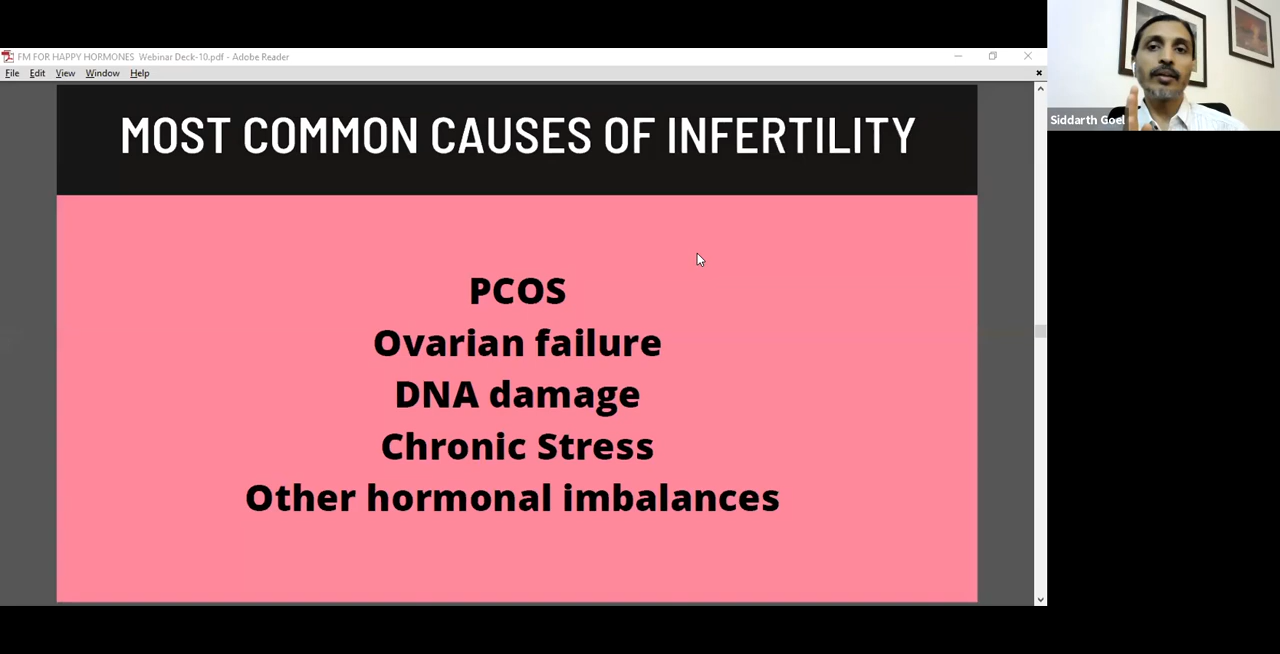 FM FOR HAPPY HORMONES Webinar Deck-10.pdf - Adobe Reader
File Edit View Window Help
MOST COMMON CAUSES OF INFERTILITY
PCOS
Ovarian failure
DNA damage
Chronic Stress
Other hormonal imbalances
Siddarth Goel